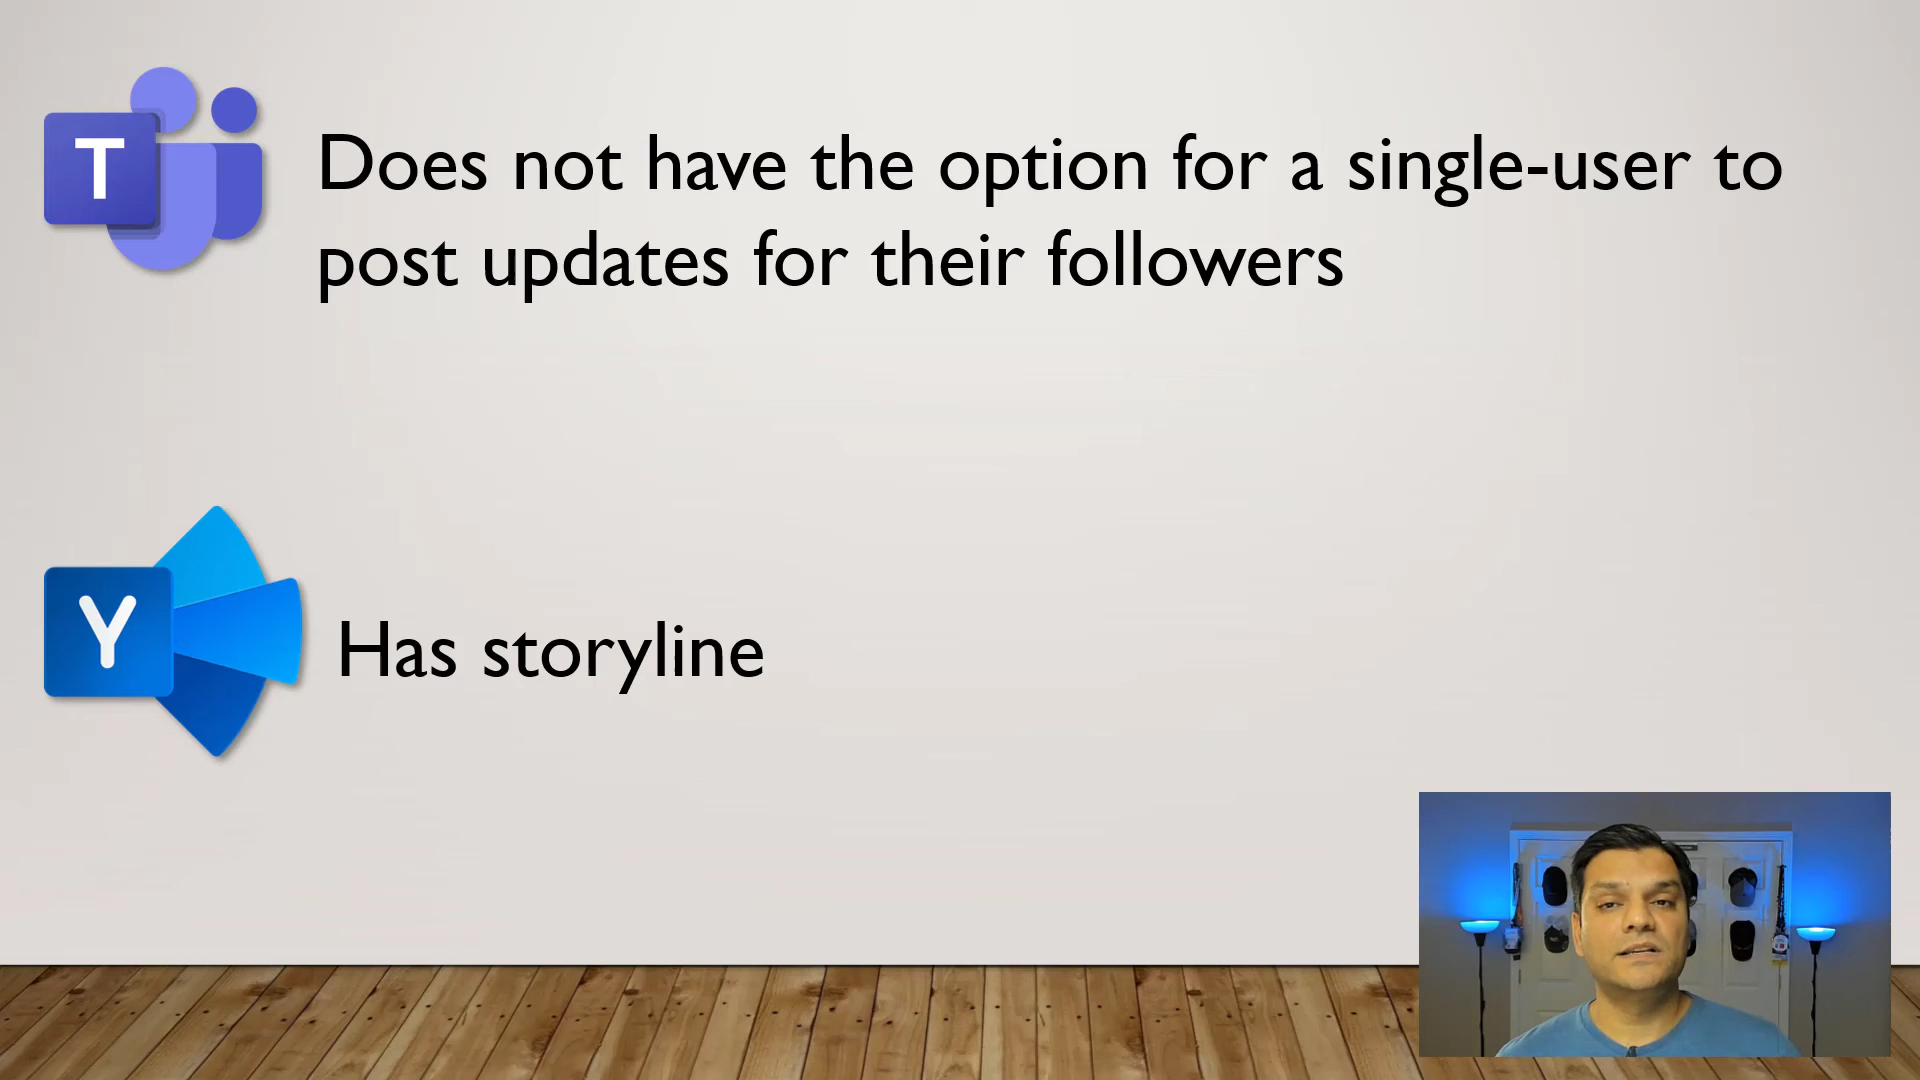 T
Does not have the option for a single-user to
post updates for their followers
Y
Has storyline